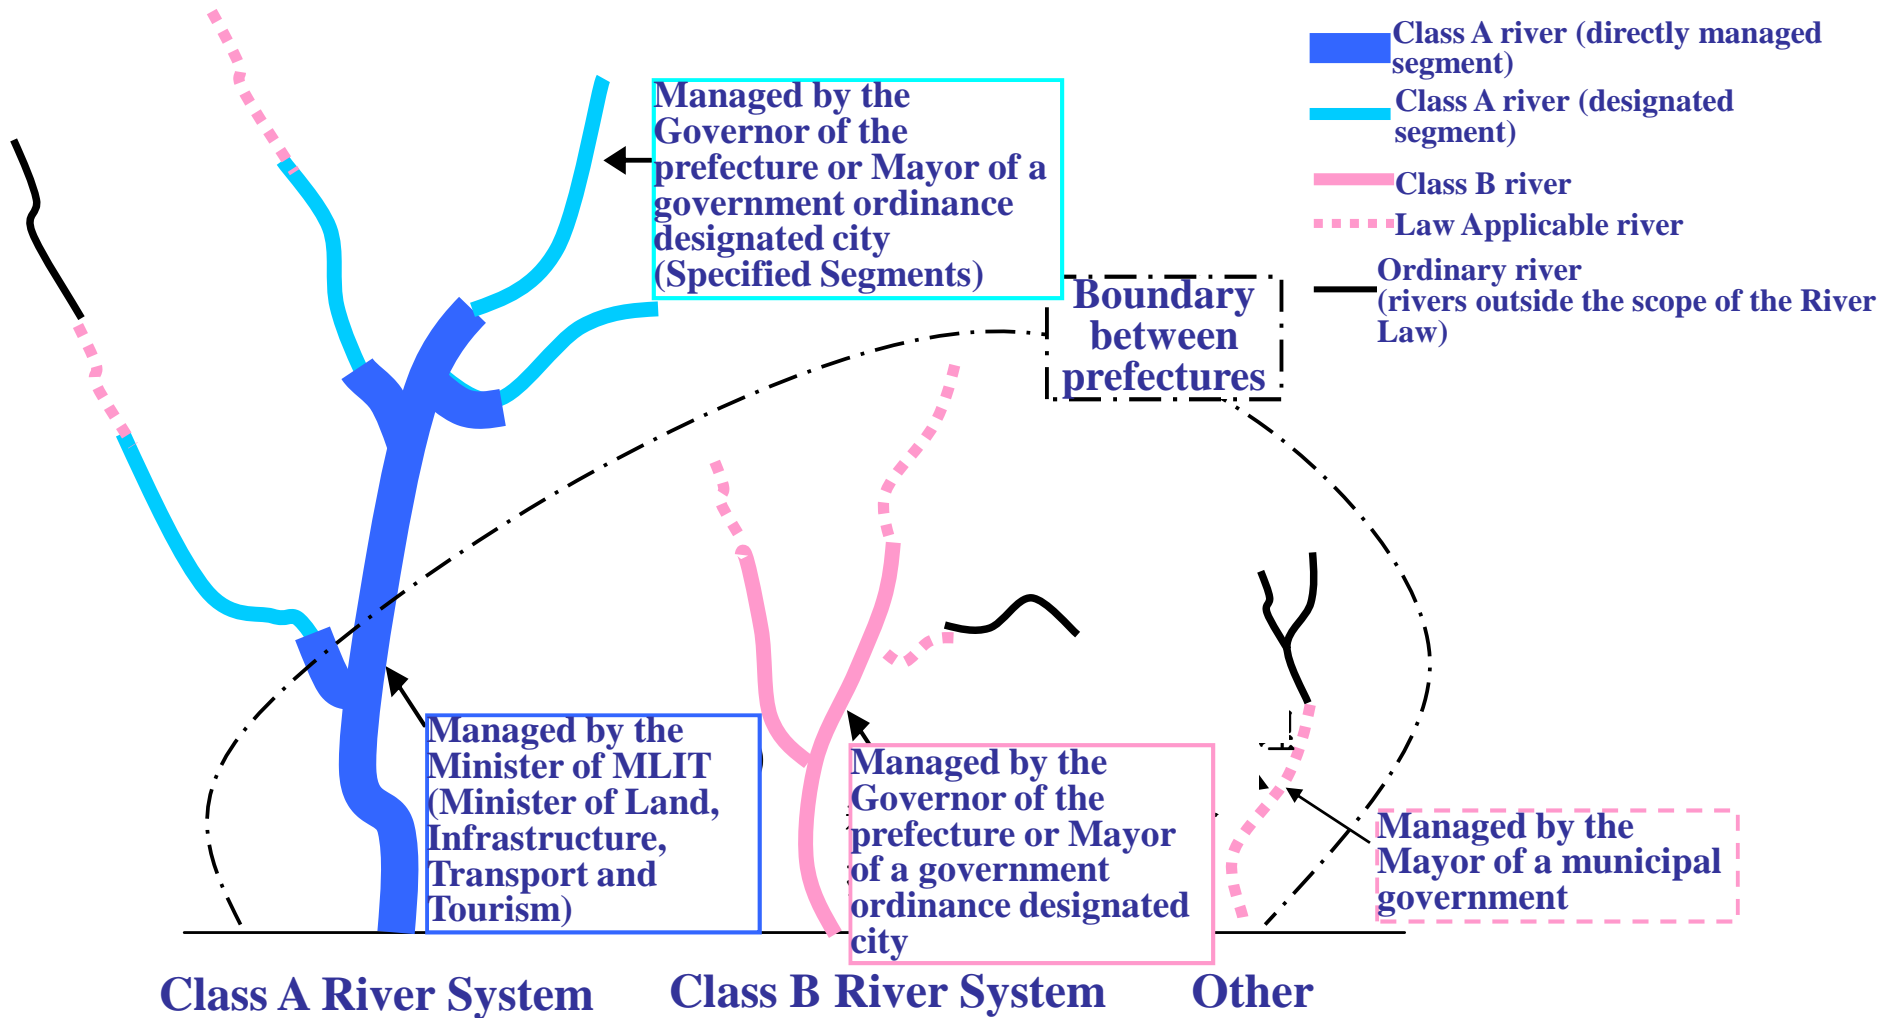 Class A river (directly managed
segment)
Class A river (designated
segment)
Class B river
Law Applicable river
Ordinary river
(rivers outside the scope of the River
Law)
Managed by the
Governor of the
prefecture or Mayor of a
government ordinance
designated city
(Specified Segments)
Boundary
between
prefectures
Managed by the
Minister of MLIT
(Minister of Land,
Infrastructure,
Transport and
Tourism)
Managed by the
Governor of the
prefecture or Mayor
of a government
ordinance designated
city
Managed by the
Mayor of a municipal
government
Class A River System
Class B River System
Other